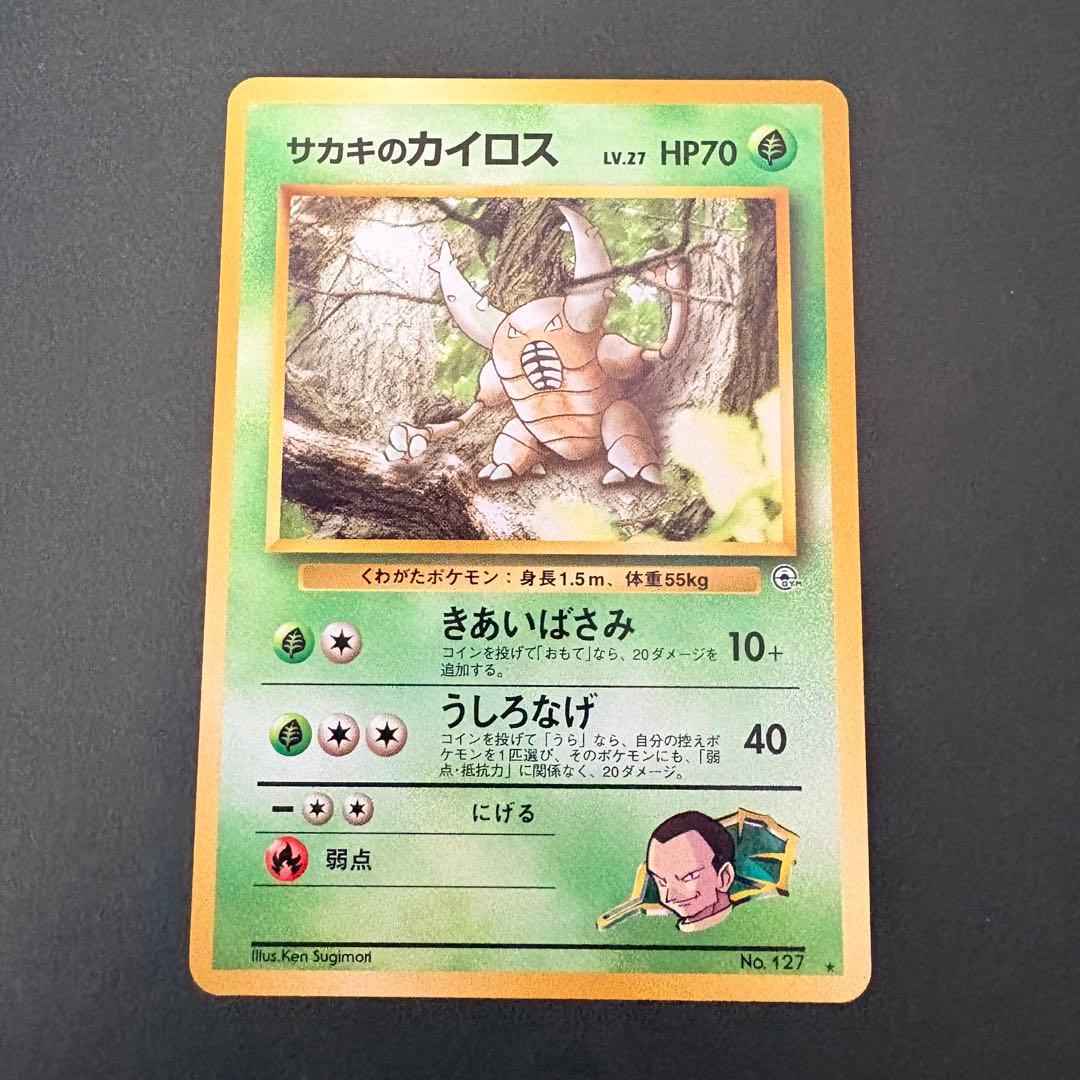 サカキのカイロス LV.27 HP70
くわがたポケモン：身長1.5m、体重55kg
GYM
きあいばさみ 10+
コインを投げて「おもて」なら、20ダメージを
追加する。
うしろなげ 40
コインを投げて「うら」なら、自分の控えポ
ケモンを1匹選び、そのポケモンにも、「弱
点・抵抗力」に関係なく、20ダメージ。
ー にげる
弱点
Illus.Ken Sugimori No. 127 ★